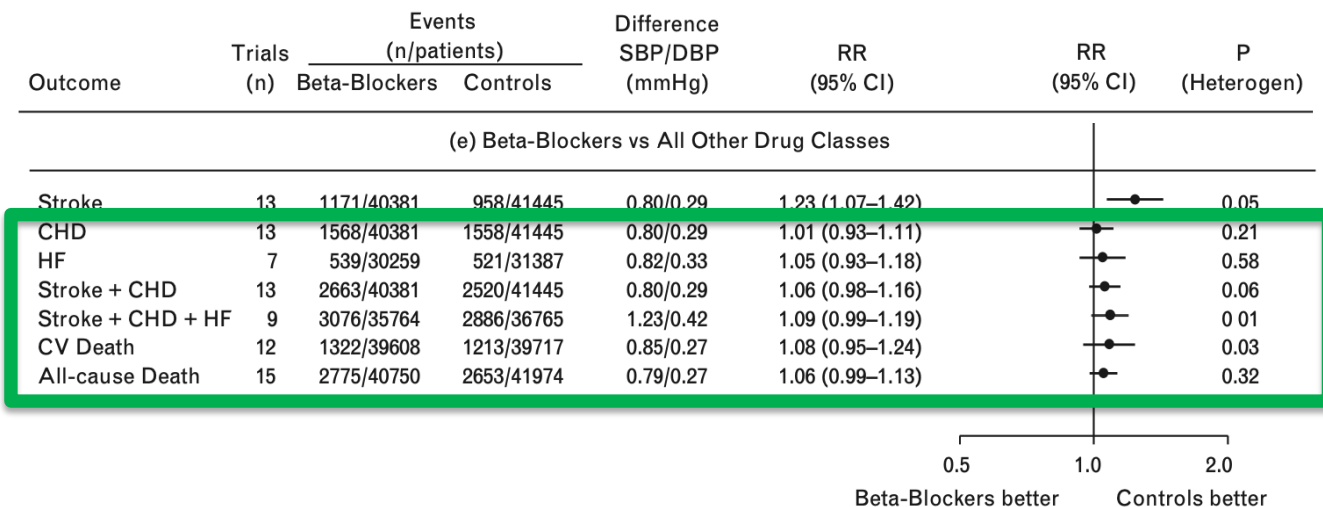 Events
Difference
Trials (n/patients) SBP/DBP RR RR P
Outcome (n) Beta-Blockers Controls (mmHg) (95% CI) (95% CI) (Heterogen)
(e) Beta-Blockers vs All Other Drug Classes
Stroke 13 1171/40381 958/41445 0.80/0.29 1.23 (1.07–1.42) 0.05
CHD 13 1568/40381 1558/41445 0.80/0.29 1.01 (0.93–1.11) 0.21
HF 7 539/30259 521/31387 0.82/0.33 1.05 (0.93–1.18) 0.58
Stroke + CHD 13 2663/40381 2520/41445 0.80/0.29 1.06 (0.98–1.16) 0.06
Stroke + CHD + HF 9 3076/35764 2886/36765 1.23/0.42 1.09 (0.99–1.19) 0 01
CV Death 12 1322/39608 1213/39717 0.85/0.27 1.08 (0.95–1.24) 0.03
All-cause Death 15 2775/40750 2653/41974 0.79/0.27 1.06 (0.99–1.13) 0.32
0.5 1.0 2.0
Beta-Blockers better Controls better